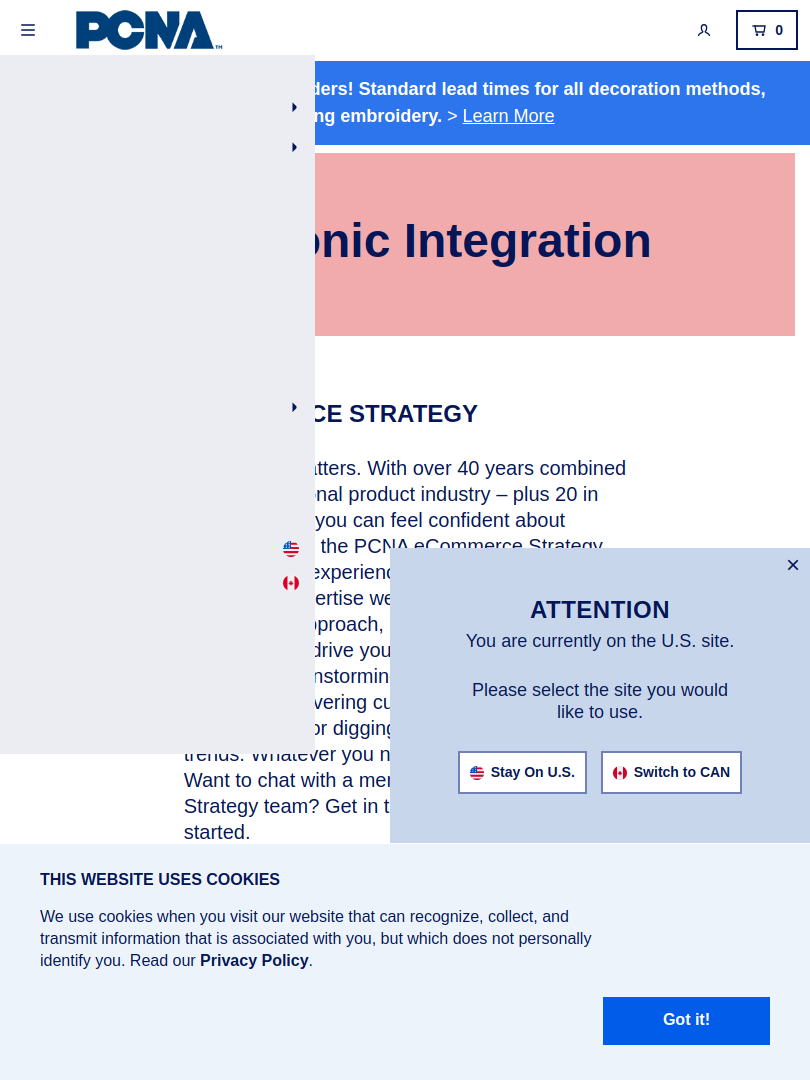 PCNA™
0
ders! Standard lead times for all decoration methods,
ng embroidery. > Learn More
onic Integration
CE STRATEGY
atters. With over 40 years combined
onal product industry – plus 20 in
you can feel confident about
the PCNA eCommerce Strategy
experienc
ertise we
pproach,
drive you
instorming
vering cu
or digging
trends. Whatever you n
Want to chat with a mem
Strategy team? Get in t
started.
×
ATTENTION
You are currently on the U.S. site.
Please select the site you would
like to use.
Stay On U.S.
Switch to CAN
THIS WEBSITE USES COOKIES
We use cookies when you visit our website that can recognize, collect, and
transmit information that is associated with you, but which does not personally
identify you. Read our Privacy Policy.
Got it!